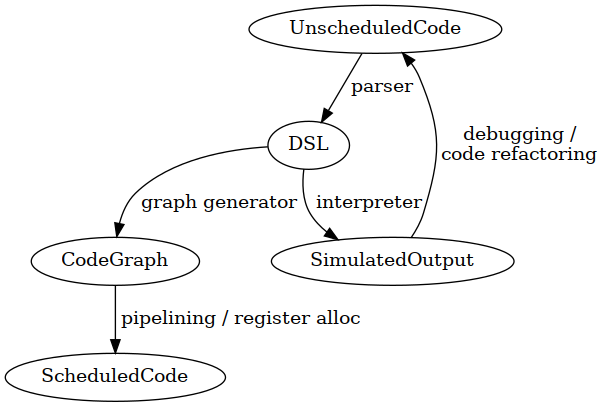 UnscheduledCode
parser
debugging /
code refactoring
DSL
graph generator
interpreter
CodeGraph
SimulatedOutput
pipelining / register alloc
ScheduledCode